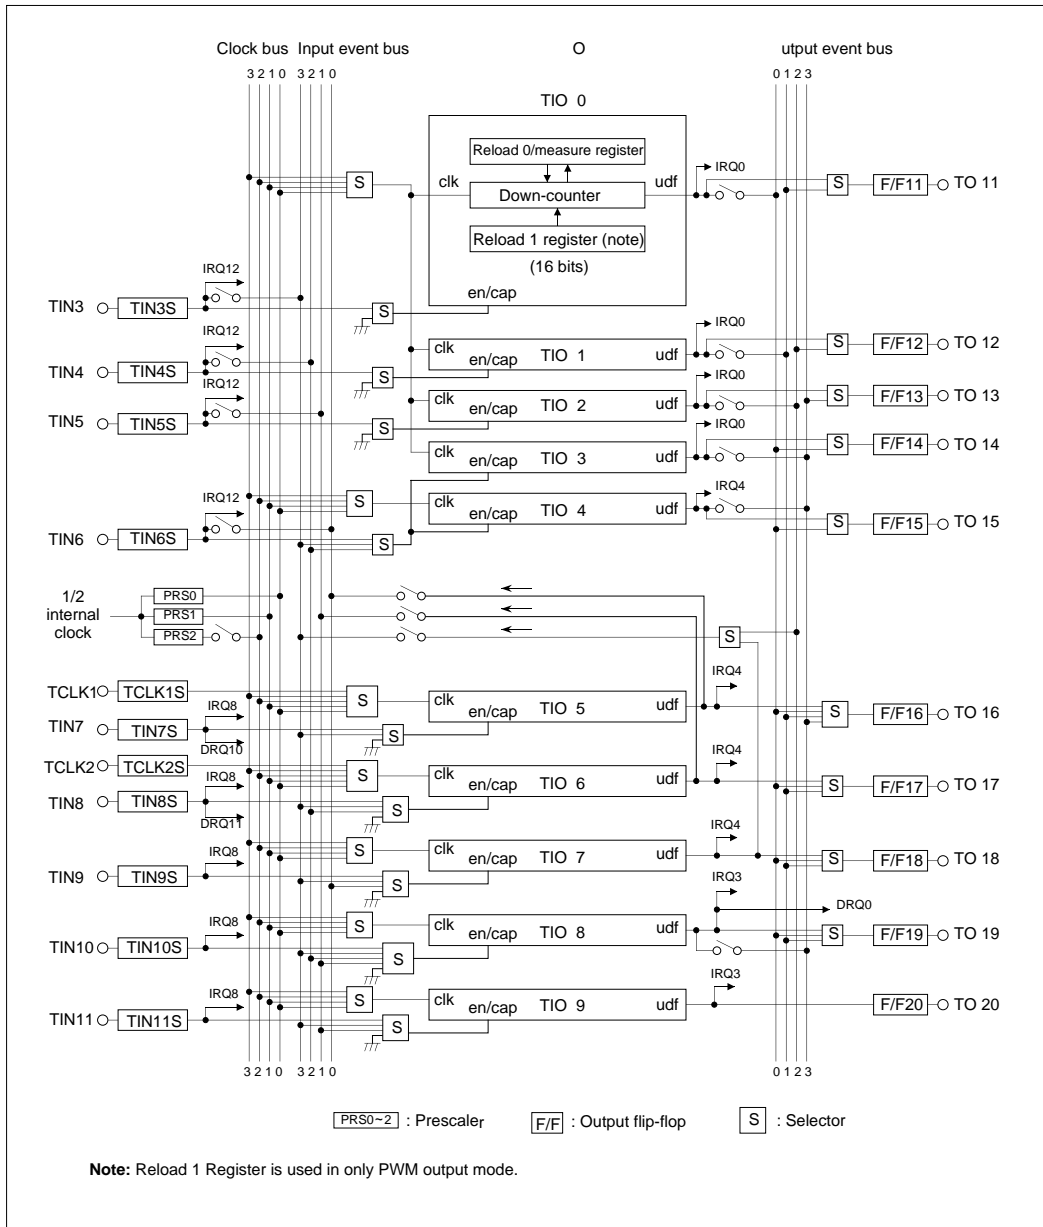 Clock bus Input event bus O utput event bus
3 2 1 0 3 2 1 0 0 1 2 3
TIO 0
Reload 0/measure register
IRQ0
S clk Down-counter udf S F/F11 TO 11
Reload 1 register (note)
(16 bits)
IRQ12
en/cap
TIN3 TIN3S S
IRQ0
IRQ12
clk TIO 1 udf S F/F12 TO 12
en/cap
TIN4 TIN4S S
IRQ0
IRQ12
clk TIO 2 udf S F/F13 TO 13
en/cap
TIN5 TIN5S S
IRQ0
clk TIO 3 udf S F/F14 TO 14
en/cap
IRQ12 IRQ4
S clk TIO 4 udf S F/F15 TO 15
en/cap
TIN6 TIN6S S
1/2 internal clock
PRS0
PRS1
PRS2 S
IRQ4
TCLK1 TCLK1S S clk TIO 5 udf S F/F16 TO 16
IRQ8 en/cap
TIN7 TIN7S S
DRQ10
IRQ4
TCLK2 TCLK2S S clk TIO 6 udf S F/F17 TO 17
IRQ8 en/cap
TIN8 TIN8S S
DRQ11
IRQ4
IRQ8 S clk TIO 7 udf S F/F18 TO 18
en/cap
TIN9 TIN9S S
IRQ3
DRQ0
IRQ8 S clk TIO 8 udf S F/F19 TO 19
en/cap
TIN10 TIN10S S
IRQ3
IRQ8 S clk TIO 9 udf F/F20 TO 20
en/cap
TIN11 TIN11S S
3 2 1 0 3 2 1 0 0 1 2 3
PRS0~2 : Prescaler F/F : Output flip-flop S : Selector
Note: Reload 1 Register is used in only PWM output mode.